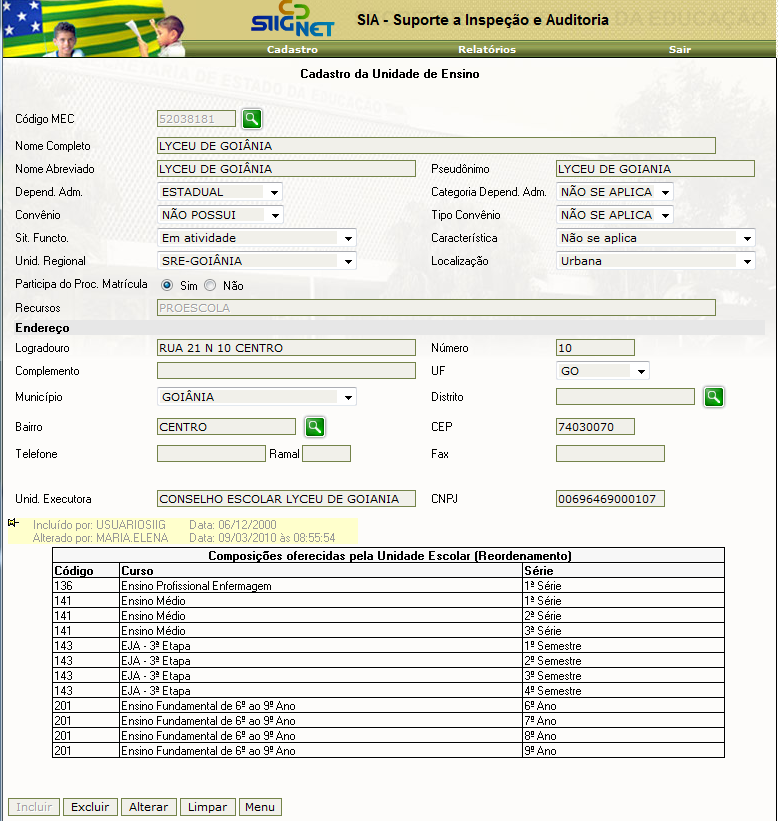 SIIGNET SIA - Suporte a Inspeção e Auditoria
Cadastro Relatórios Sair
Cadastro da Unidade de Ensino
Código MEC 52038181
Nome Completo LYCEU DE GOIÂNIA
Nome Abreviado LYCEU DE GOIÂNIA Pseudônimo LYCEU DE GOIANIA
Depend. Adm. ESTADUAL Categoria Depend. Adm. NÃO SE APLICA
Convênio NÃO POSSUI Tipo Convênio NÃO SE APLICA
Sit. Functo. Em atividade Característica Não se aplica
Unid. Regional SRE-GOIÂNIA Localização Urbana
Participa do Proc. Matrícula Sim Não
Recursos PROESCOLA
Endereço
Logradouro RUA 21 N 10 CENTRO Número 10
Complemento UF GO
Município GOIÂNIA Distrito
Bairro CENTRO CEP 74030070
Telefone Ramal Fax
Unid. Executora CONSELHO ESCOLAR LYCEU DE GOIANIA CNPJ 00696469000107
Incluído por: USUARIOSIIG Data: 06/12/2000
Alterado por: MARIA.ELENA Data: 09/03/2010 às 08:55:54
Composições oferecidas pela Unidade Escolar (Reordenamento)
Código Curso Série
136 Ensino Profissional Enfermagem 1ª Série
141 Ensino Médio 1ª Série
141 Ensino Médio 2ª Série
141 Ensino Médio 3ª Série
143 EJA - 3ª Etapa 1º Semestre
143 EJA - 3ª Etapa 2º Semestre
143 EJA - 3ª Etapa 3º Semestre
143 EJA - 3ª Etapa 4º Semestre
201 Ensino Fundamental de 6º ao 9º Ano 6º Ano
201 Ensino Fundamental de 6º ao 9º Ano 7º Ano
201 Ensino Fundamental de 6º ao 9º Ano 8º Ano
201 Ensino Fundamental de 6º ao 9º Ano 9º Ano
Incluir Excluir Alterar Limpar Menu